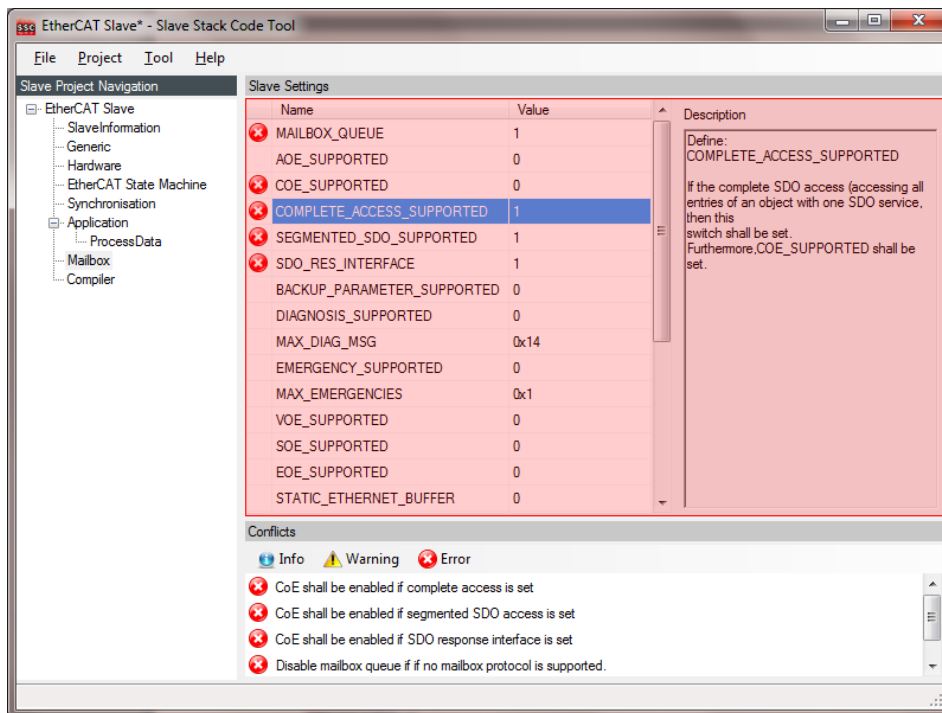 ssc EtherCAT Slave* - Slave Stack Code Tool
File Project Tool Help
Slave Project Navigation
EtherCAT Slave
SlaveInformation
Generic
Hardware
EtherCAT State Machine
Synchronisation
Application
ProcessData
Mailbox
Compiler
Slave Settings
Name Value
MAILBOX_QUEUE 1
AOE_SUPPORTED 0
COE_SUPPORTED 0
COMPLETE_ACCESS_SUPPORTED 1
SEGMENTED_SDO_SUPPORTED 1
SDO_RES_INTERFACE 1
BACKUP_PARAMETER_SUPPORTED 0
DIAGNOSIS_SUPPORTED 0
MAX_DIAG_MSG 0x14
EMERGENCY_SUPPORTED 0
MAX_EMERGENCIES 0x1
VOE_SUPPORTED 0
SOE_SUPPORTED 0
EOE_SUPPORTED 0
STATIC_ETHERNET_BUFFER 0
Description
Define:
COMPLETE_ACCESS_SUPPORTED
If the complete SDO access (accessing all
entries of an object with one SDO service,
then this
switch shall be set.
Furthermore,COE_SUPPORTED shall be
set.
Conflicts
Info Warning Error
CoE shall be enabled if complete access is set
CoE shall be enabled if segmented SDO access is set
CoE shall be enabled if SDO response interface is set
Disable mailbox queue if if no mailbox protocol is supported.